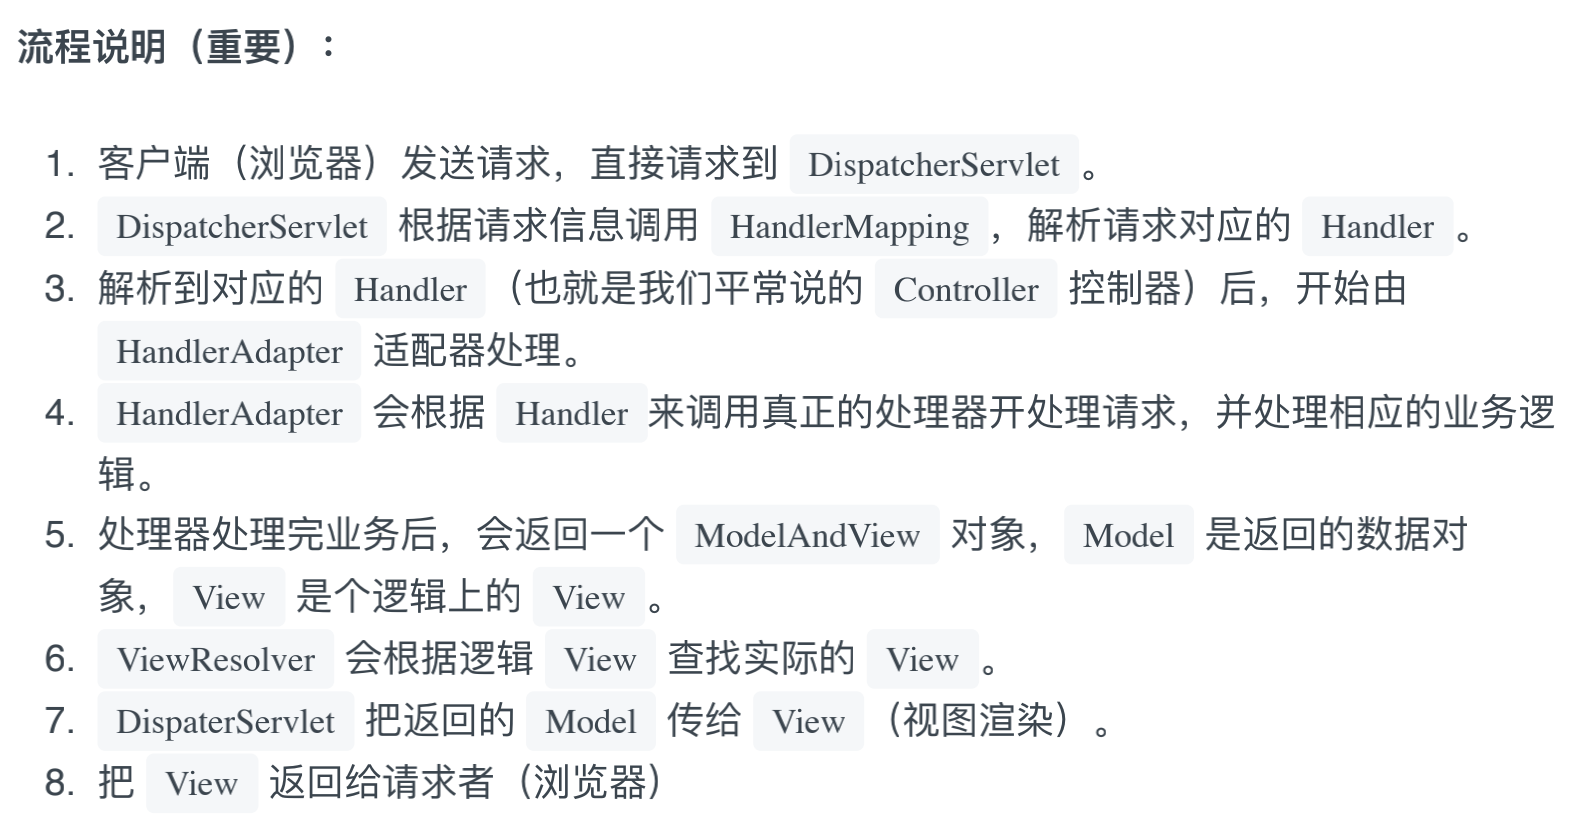 流程说明（重要）：
1. 客户端（浏览器）发送请求，直接请求到 DispatcherServlet 。
2. DispatcherServlet 根据请求信息调用 HandlerMapping ，解析请求对应的 Handler 。
3. 解析到对应的 Handler （也就是我们平常说的 Controller 控制器）后，开始由
HandlerAdapter 适配器处理。
4. HandlerAdapter 会根据 Handler 来调用真正的处理器开处理请求，并处理相应的业务逻
辑。
5. 处理器处理完业务后，会返回一个 ModelAndView 对象， Model 是返回的数据对
象， View 是个逻辑上的 View 。
6. ViewResolver 会根据逻辑 View 查找实际的 View 。
7. DispaterServlet 把返回的 Model 传给 View （视图渲染）。
8. 把 View 返回给请求者（浏览器）